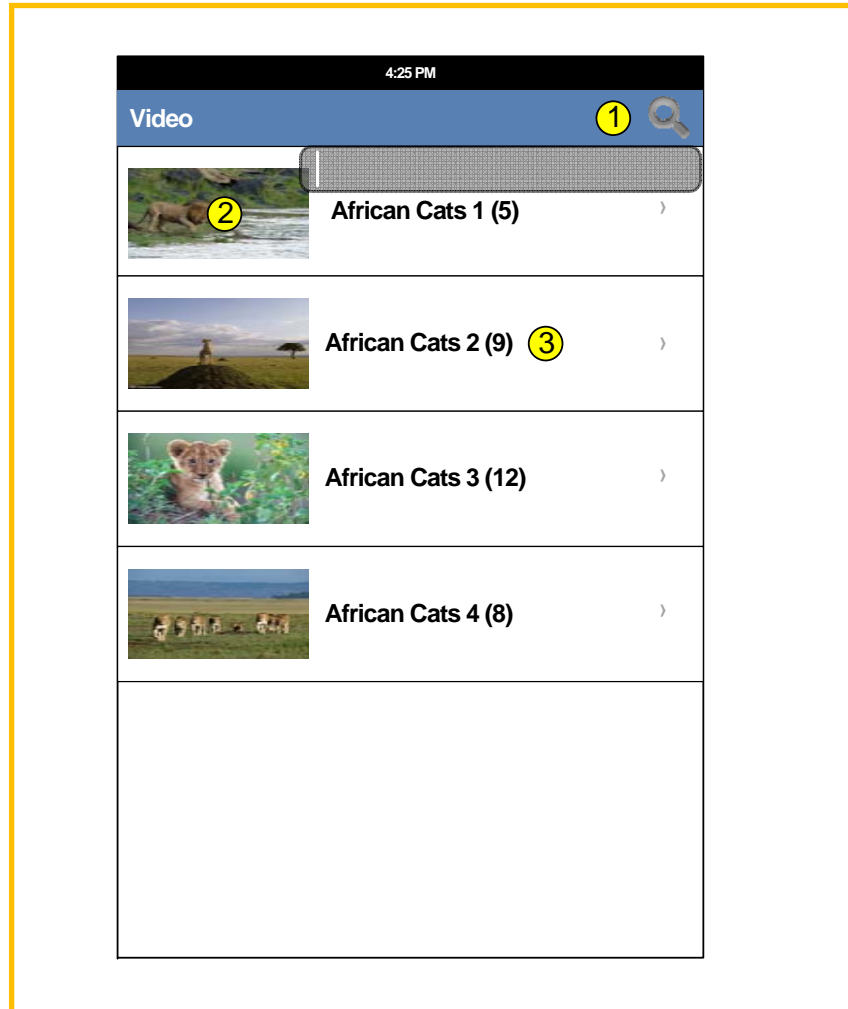 4:25 PM
Video
1
2
African Cats 1 (5)
African Cats 2 (9)
3
African Cats 3 (12)
African Cats 4 (8)